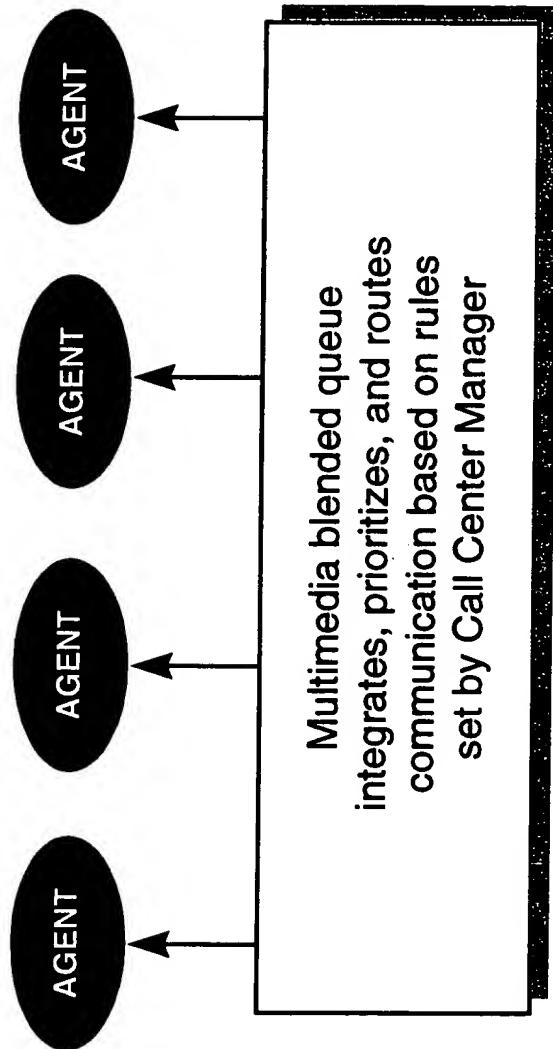 AGENT
AGENT
AGENT
AGENT
Multimedia blended queue
integrates, prioritizes, and routes
communication based on rules
set by Call Center Manager